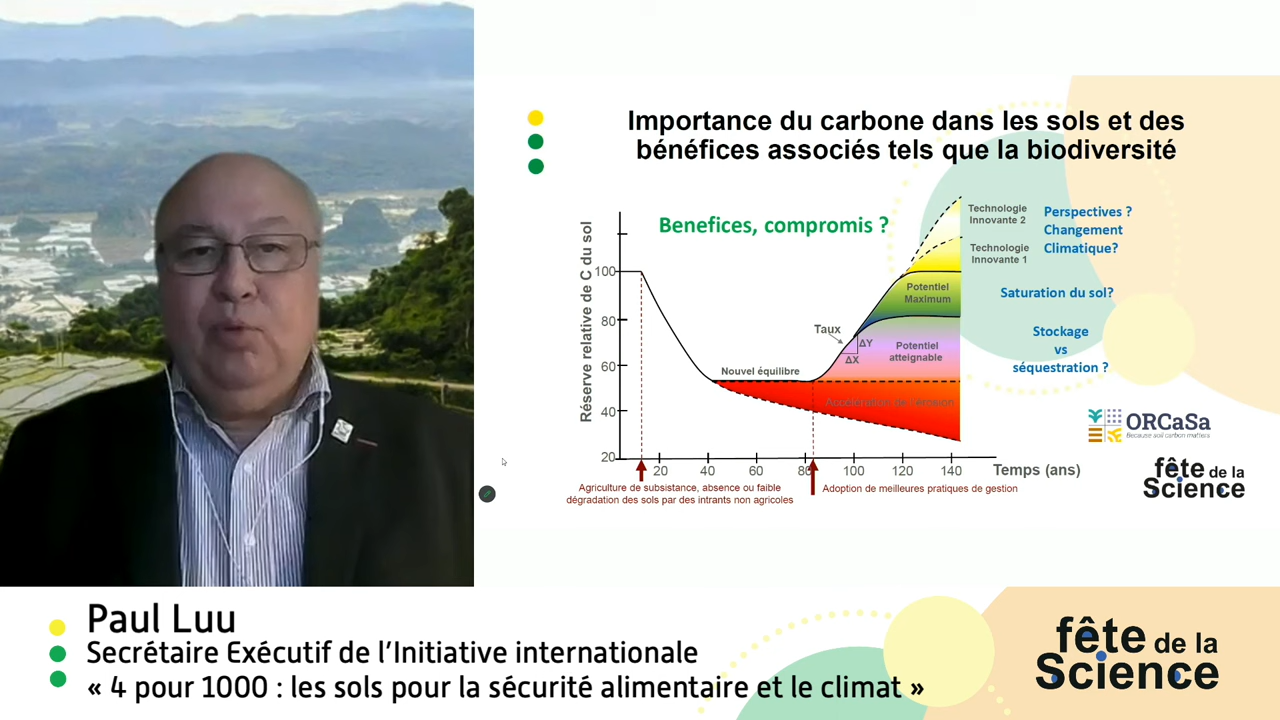 Importance du carbone dans les sols et des
bénéfices associés tels que la biodiversité
Benefices, compromis ?
Réserve relative de C du sol
100
80
60
40
20
20
40
60
80
100
120
140
Temps (ans)
Nouvel équilibre
Taux
ΔY
ΔX
Potentiel
Maximum
Potentiel
atteignable
Accélération de l'érosion
Technologie
Innovante 2
Technologie
Innovante 1
Perspectives ?
Changement
Climatique?
Saturation du sol?
Stockage
vs
séquestration ?
Agriculture de subsistance, absence ou faible
dégradation des sols par des intrants non agricoles
Adoption de meilleures pratiques de gestion
ORCaSa
Because soil carbon matters
fête de la
Science
Paul Luu
Secrétaire Exécutif de l'Initiative internationale
« 4 pour 1000 : les sols pour la sécurité alimentaire et le climat »
fête de la
Science